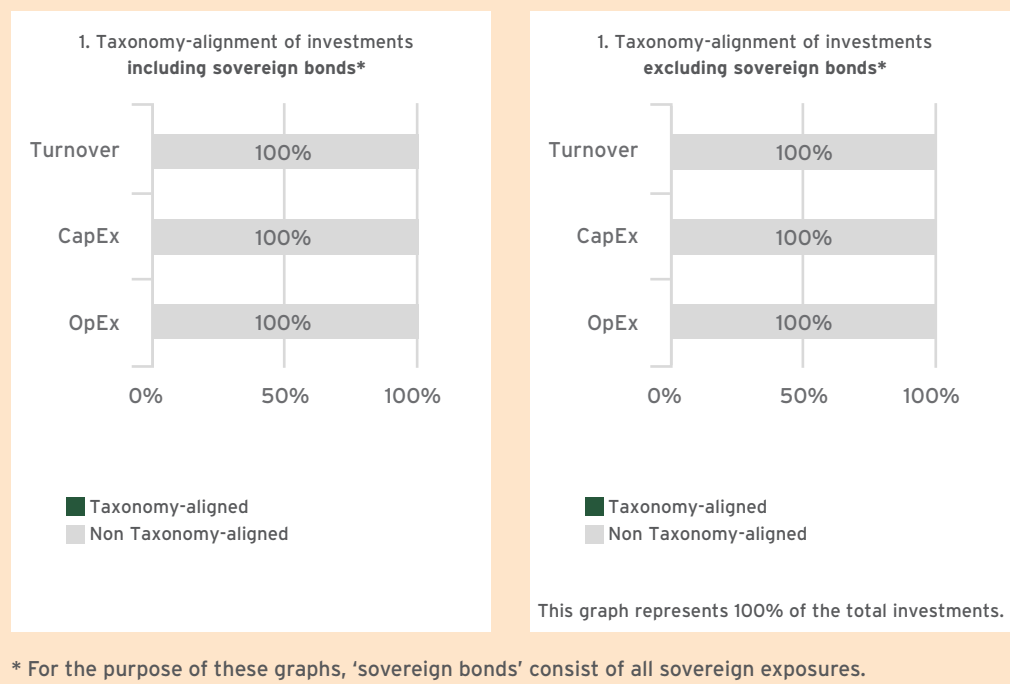 1. Taxonomy-alignment of investments
including sovereign bonds*
Turnover
100%
CapEx
100%
OpEx
100%
0% 50% 100%
Taxonomy-aligned
Non Taxonomy-aligned
1. Taxonomy-alignment of investments
excluding sovereign bonds*
Turnover
100%
CapEx
100%
OpEx
100%
0% 50% 100%
Taxonomy-aligned
Non Taxonomy-aligned
This graph represents 100% of the total investments.
* For the purpose of these graphs, ‘sovereign bonds’ consist of all sovereign exposures.